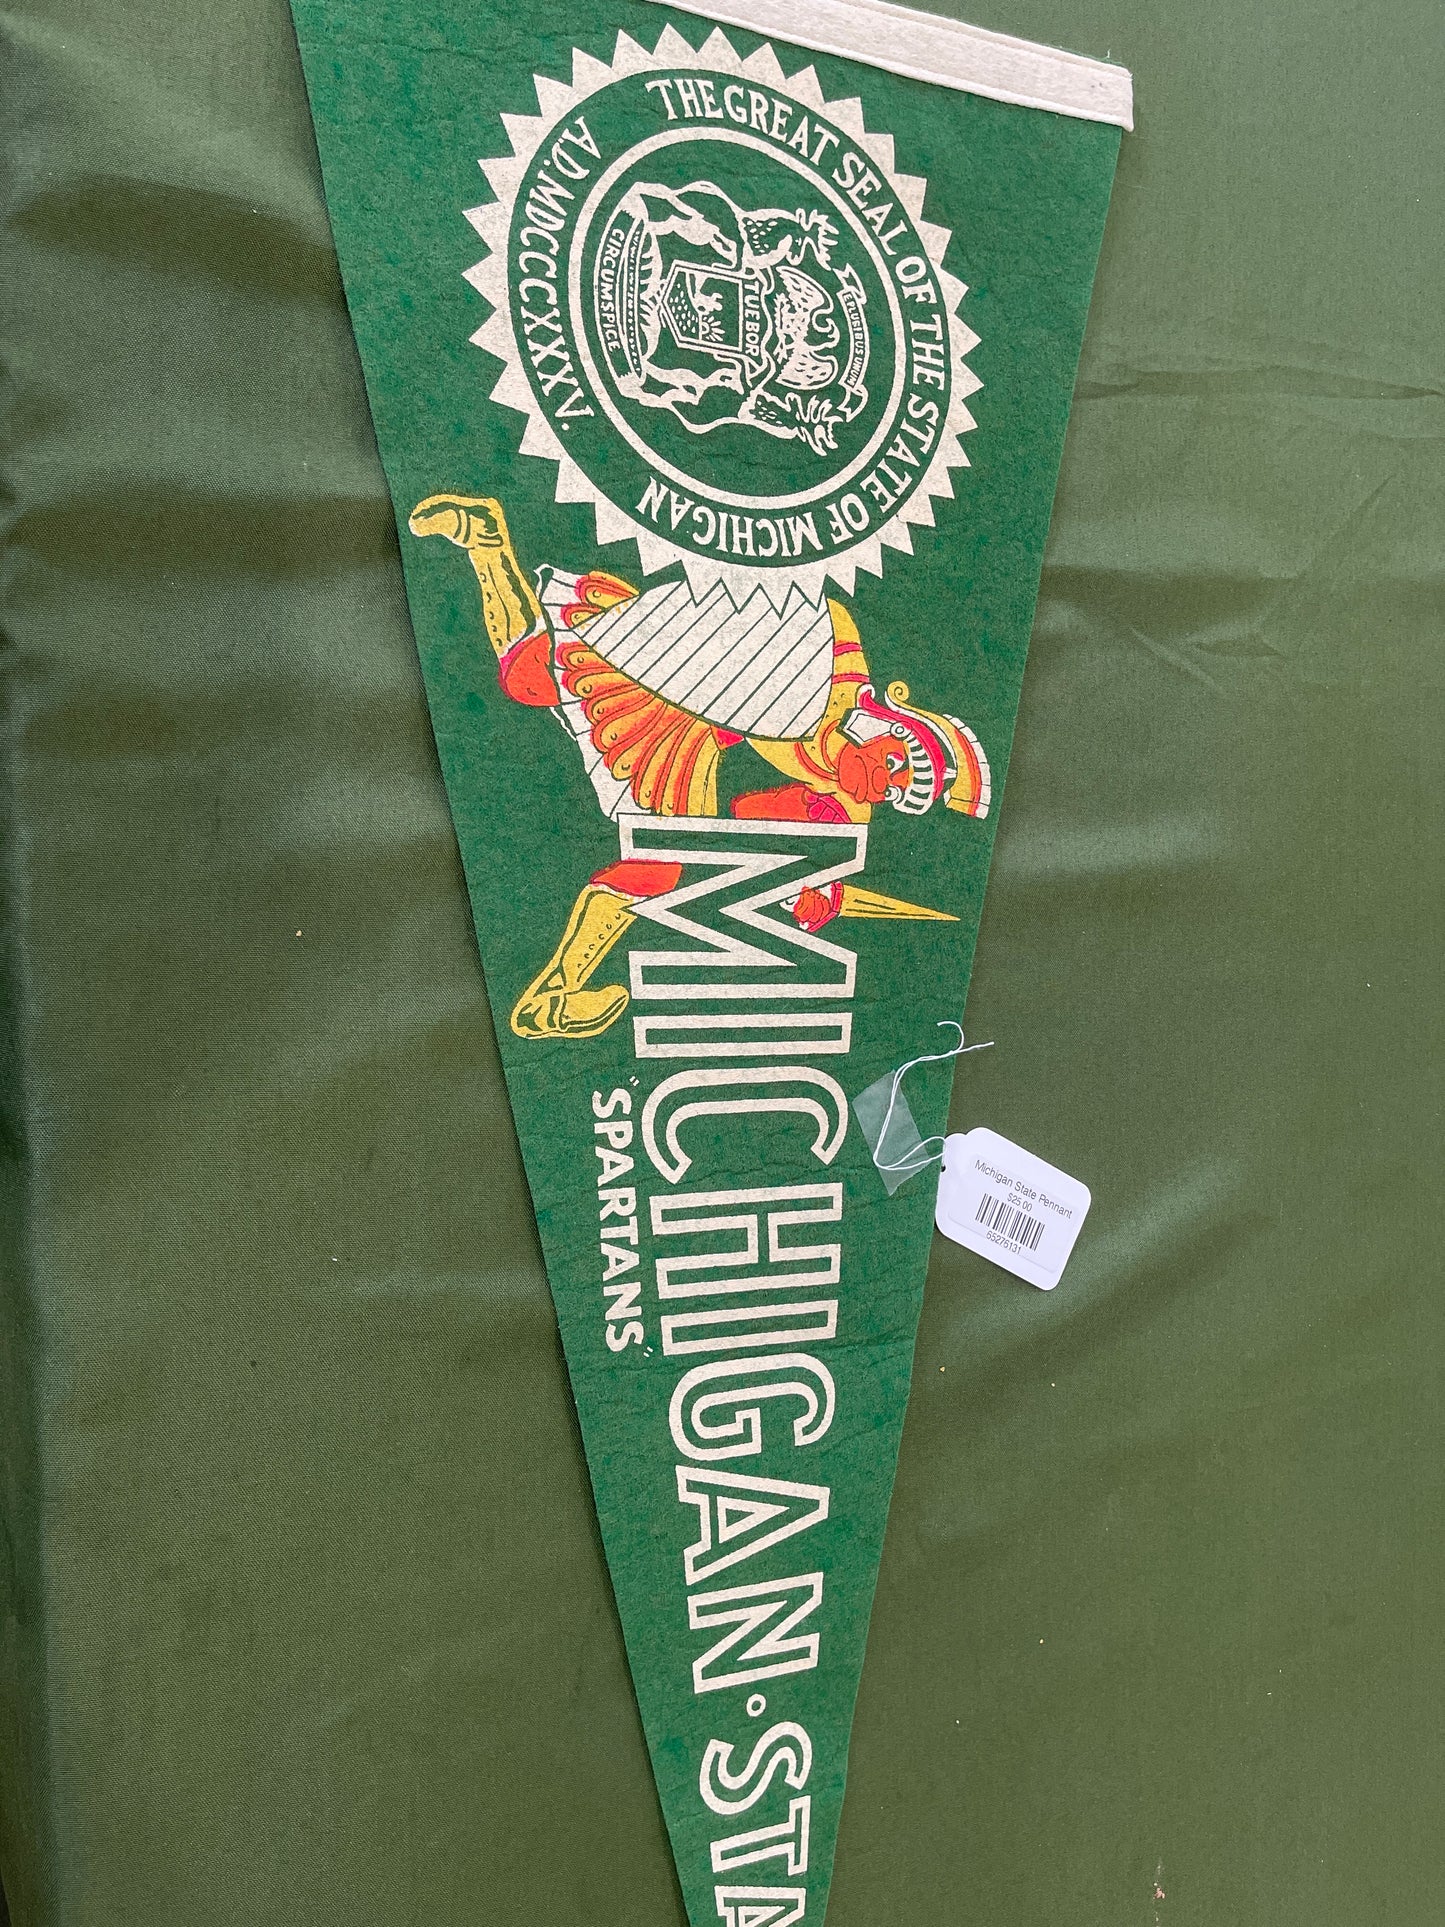 THE GREAT SEAL OF THE STATE OF MICHIGAN
A.D. MDCCCXXXV.
E PLURIBUS UNUM
TUEBOR
CIRCUMSPICE
MICHIGAN • STA
"SPARTANS"
Michigan State Pennant
$25.00
65276131